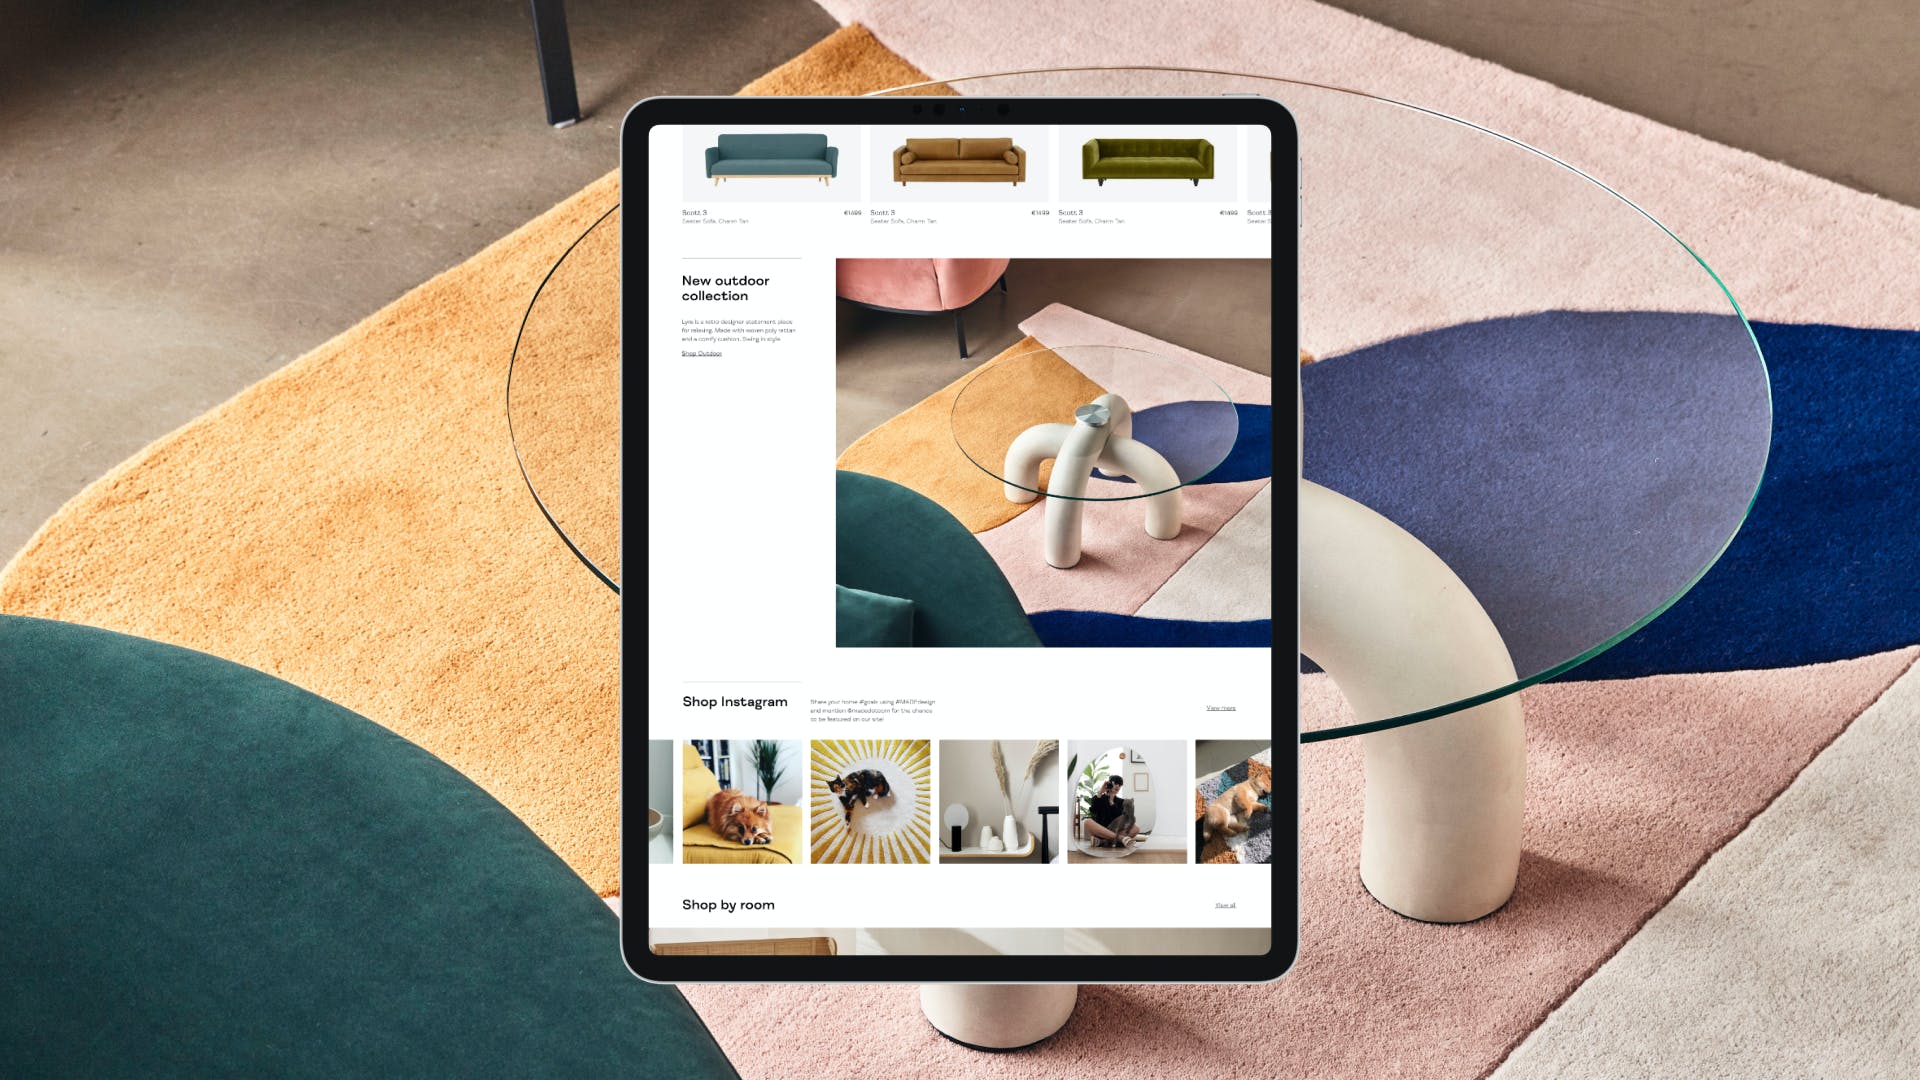 Scott 3
€1499
Seater Sofa, Charm Tan
Scott 3
€1499
Seater Sofa, Charm Tan
Scott 3
€1499
Seater Sofa, Charm Tan
Scott 3
Seater S
New outdoor
collection
Lyre is a retro designer statement piece
for relaxing. Made with woven poly rattan
and a comfy cushion. Swing in style
Shop Outdoor
Shop Instagram
Share your home #goals using #MADEdesign
and mention @madedotcom for the chance
to be featured on our site!
View more
Shop by room
View all